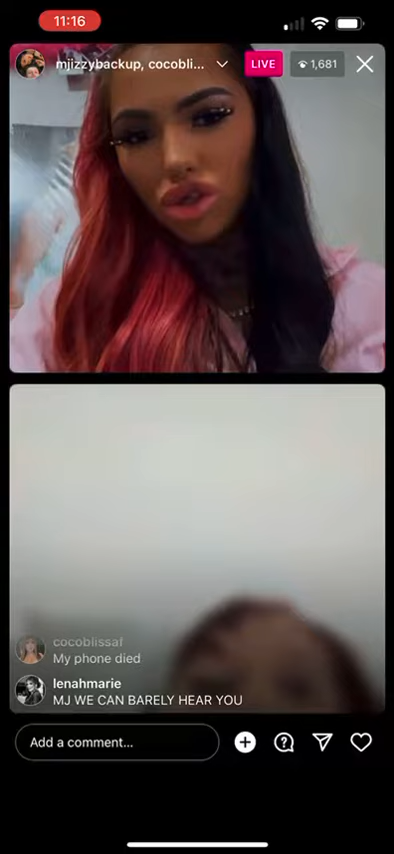 11:16
mjizzybackup, cocobli...
LIVE
1,681
cocoblissaf
My phone died
lenahmarie
MJ WE CAN BARELY HEAR YOU
Add a comment...